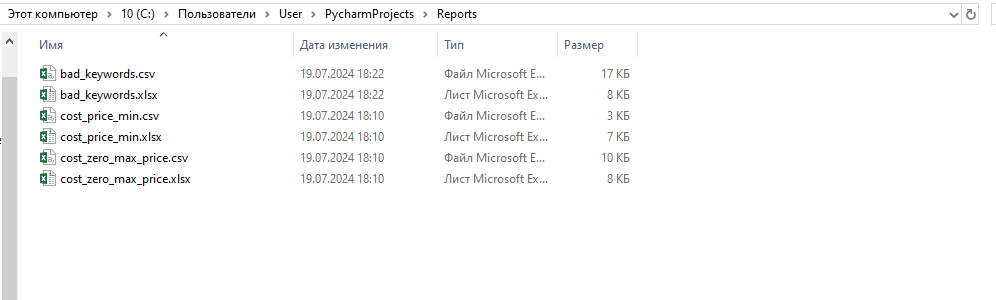 Этот компьютер > 10 (C:) > Пользователи > User > PycharmProjects > Reports
Имя Дата изменения Тип Размер
bad_keywords.csv 19.07.2024 18:22 Файл Microsoft E... 17 КБ
bad_keywords.xlsx 19.07.2024 18:22 Лист Microsoft Ex... 8 КБ
cost_price_min.csv 19.07.2024 18:10 Файл Microsoft E... 3 КБ
cost_price_min.xlsx 19.07.2024 18:10 Лист Microsoft Ex... 7 КБ
cost_zero_max_price.csv 19.07.2024 18:10 Файл Microsoft E... 10 КБ
cost_zero_max_price.xlsx 19.07.2024 18:10 Лист Microsoft Ex... 8 КБ